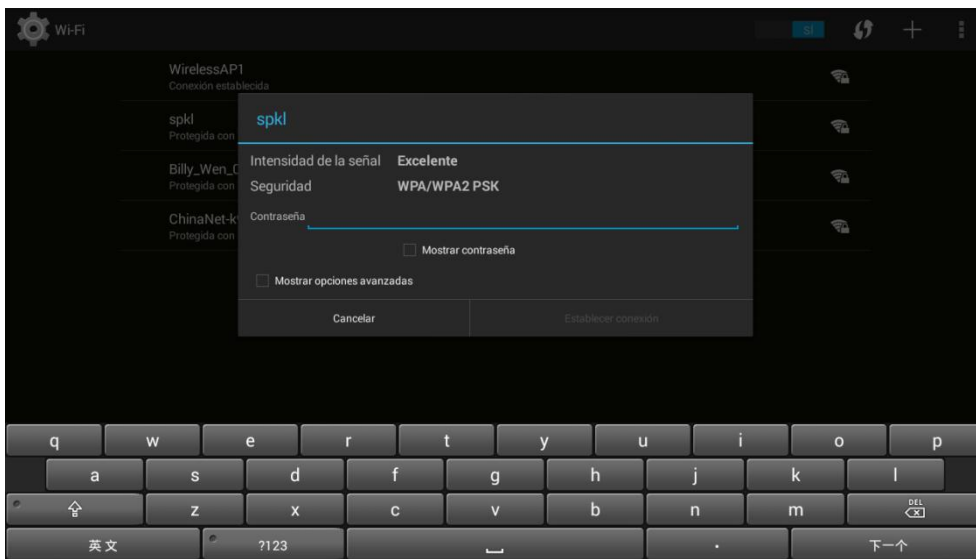 Wi-Fi SÍ
WirelessAP1
Conexión establecida
spkl
Protegida con
Billy_Wen_
Protegida con
ChinaNet-k
Protegida con
spkl
Intensidad de la señal Excelente
Seguridad WPA/WPA2 PSK
Contraseña
Mostrar contraseña
Mostrar opciones avanzadas
Cancelar Establecer conexión
q w e r t y u i o p
a s d f g h j k l
z x c v b n m DEL
英文 ?123 . 下一个